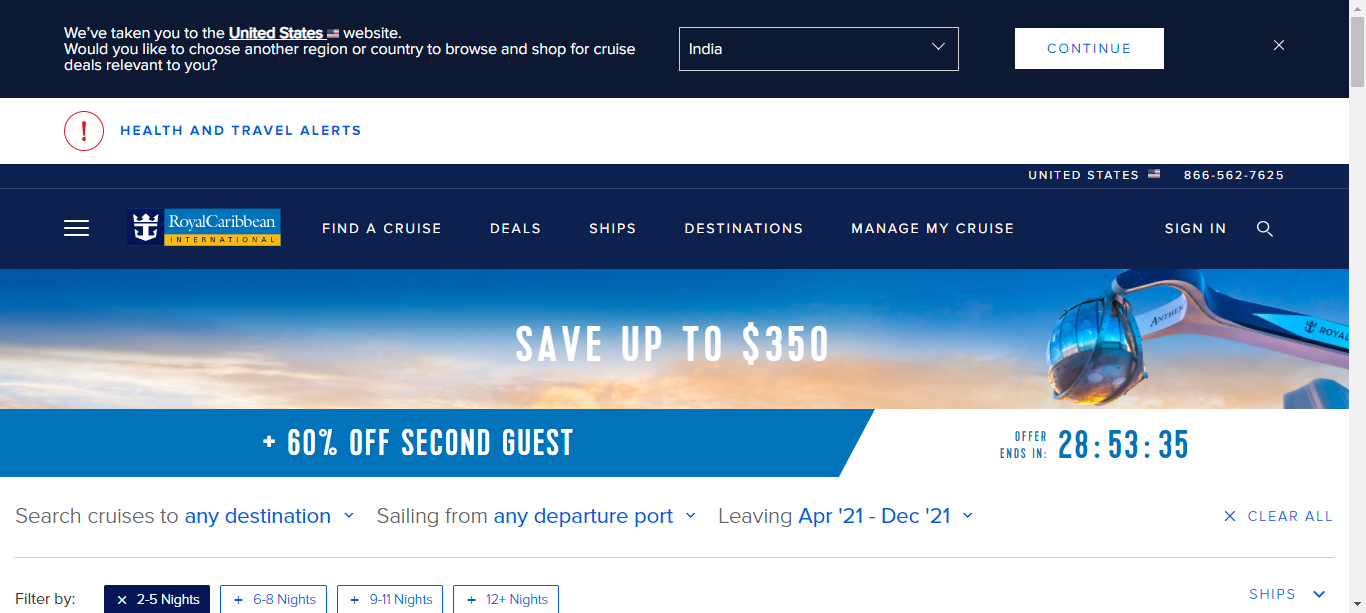 We've taken you to the United States website.
Would you like to choose another region or country to browse and shop for cruise
deals relevant to you?
India
CONTINUE
HEALTH AND TRAVEL ALERTS
UNITED STATES 866-562-7625
RoyalCaribbean
INTERNATIONAL
FIND A CRUISE DEALS SHIPS DESTINATIONS MANAGE MY CRUISE SIGN IN
ANTHEM
ROYAL
SAVE UP TO $350
+ 60% OFF SECOND GUEST
OFFER
ENDS IN: 28:53:35
Search cruises to any destination Sailing from any departure port Leaving Apr '21 - Dec '21 CLEAR ALL
Filter by: × 2-5 Nights + 6-8 Nights + 9-11 Nights + 12+ Nights SHIPS